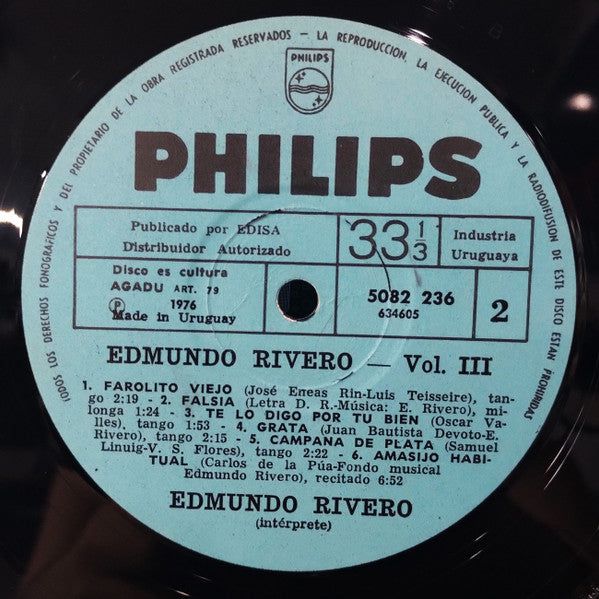 TODOS LOS DERECHOS FONOGRAFICOS Y DEL PROPIETARIO DE LA OBRA REGISTRADA RESERVADOS - LA REPRODUCCION, LA EJECUCION PUBLICA Y LA RADIODIFUSION DE ESTE DISCO ESTAN PROHIBIDAS
PHILIPS
PHILIPS
Publicado por EDISA
Distribuidor Autorizado
33 1/3
Industria
Uruguaya
Disco es cultura
AGADU ART. 79
Ⓟ 1976
Made in Uruguay
5082 236
634605
2
EDMUNDO RIVERO — Vol. III
1. FAROLITO VIEJO (José Eneas Rin-Luis Teisseire), tan-
go 2:19 - 2. FALSIA (Letra D. R.-Música: E. Rivero), mi-
longa 1:24 - 3. TE LO DIGO POR TU BIEN (Oscar Va-
lles), tango 1:53 - 4. GRATA (Juan Bautista Devoto-E.
Rivero), tango 2:15 - 5. CAMPANA DE PLATA (Samuel
Linuig-V. S. Flores), tango 2:22 - 6. AMASIJO HABI-
TUAL (Carlos de la Púa-Fondo musical
Edmundo Rivero), recitado 6:52
EDMUNDO RIVERO
(intérprete)